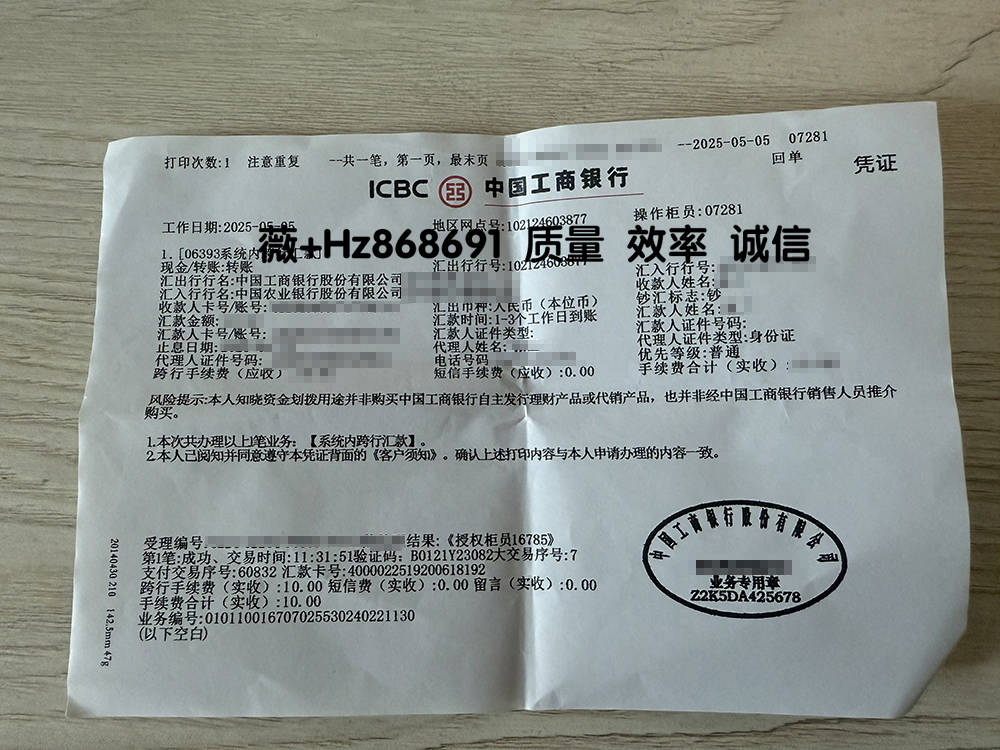 打印次数:1 注意重复 --共一笔，第一页，最末页 --2025-05-05 07281
回单 凭证
ICBC 中国工商银行
工作日期:2025-05-05 地区网点号:102124603877 操作柜员:07281
薇+Hz868691 质量 效率 诚信
1.[06393系统内 汇款]
现金/转账:转账 汇出行行号:102124608877 汇入行行号:
汇出行行名:中国工商银行股份有限公司 收款人姓名:
汇入行行名:中国农业银行股份有限公司 汇出币种:人民币（本位币） 钞汇标志:钞
收款人卡号/账号: 汇款时间:1-3个工作日到账 汇款人姓名:
汇款金额: 汇款人证件类型: 汇款人证件号码:
汇款人卡号/账号: 代理人姓名: 代理人证件类型:身份证
止息日期: 电话号码 优先等级:普通
代理人证件号码: 短信手续费（应收）:0.00 手续费合计（实收）:
跨行手续费（应收）
风险提示:本人知晓资金划拨用途并非购买中国工商银行自主发行理财产品或代销产品，也并非经中国工商银行销售人员推介
购买。
1.本次共办理以上1笔业务：【系统内跨行汇款】。
2.本人已阅知并同意遵守本凭证背面的《客户须知》。确认上述打印内容与本人申请办理的内容一致。
受理编号 结果:《授权柜员16785》
第1笔:成功、交易时间:11:31:51验证码: B0121Y23082大交易序号:7
支付交易序号:60832 汇款卡号:4000022519200618192
跨行手续费（实收）:10.00 短信费（实收）:0.00 留言（实收）:0.00
手续费合计（实收）:10.00
业务编号:010110016707025530240221130
(以下空白)
20140430 210 142.5mm 47g
中国工商银行股份有限公司
业务专用章
Z2K5DA425678